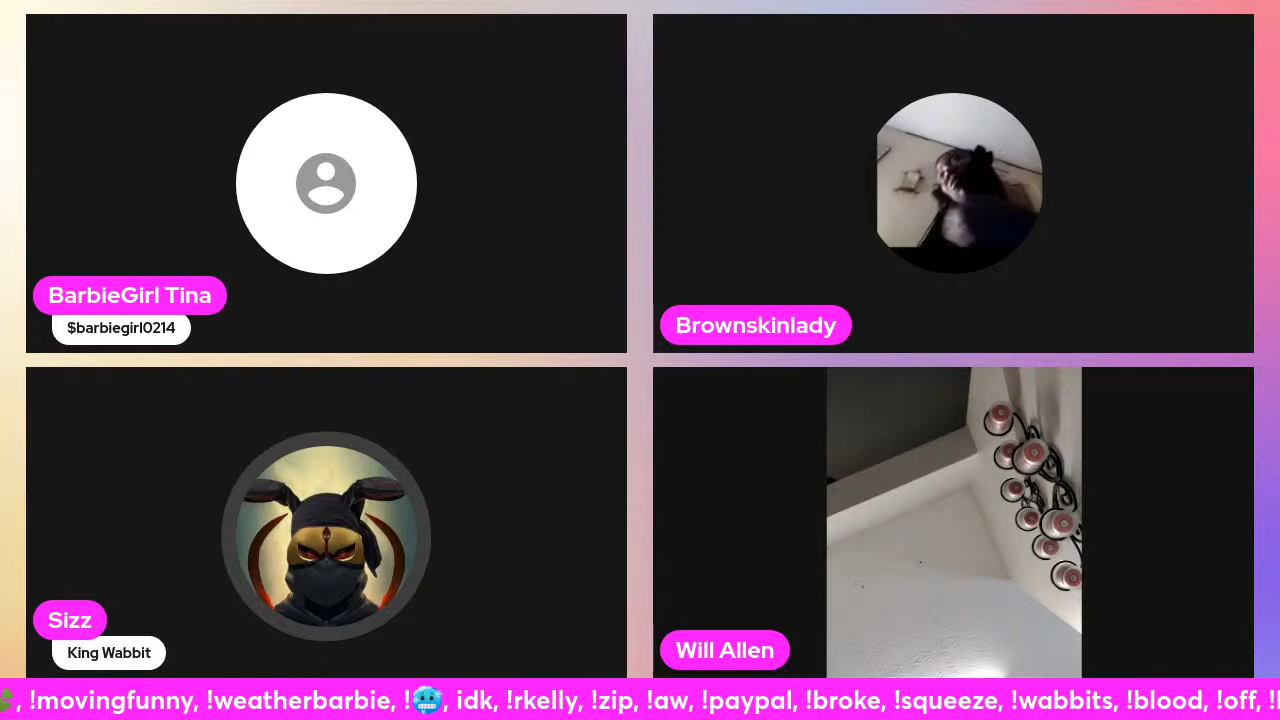 BarbieGirl Tina
$barbiegirl0214
Brownskinlady
Sizz
King Wabbit
Will Allen
, !movingfunny, !weatherbarbie, !🥶, idk, !rkelly, !zip, !aw, !paypal, !broke, !squeeze, !wabbits, !blood, !off,